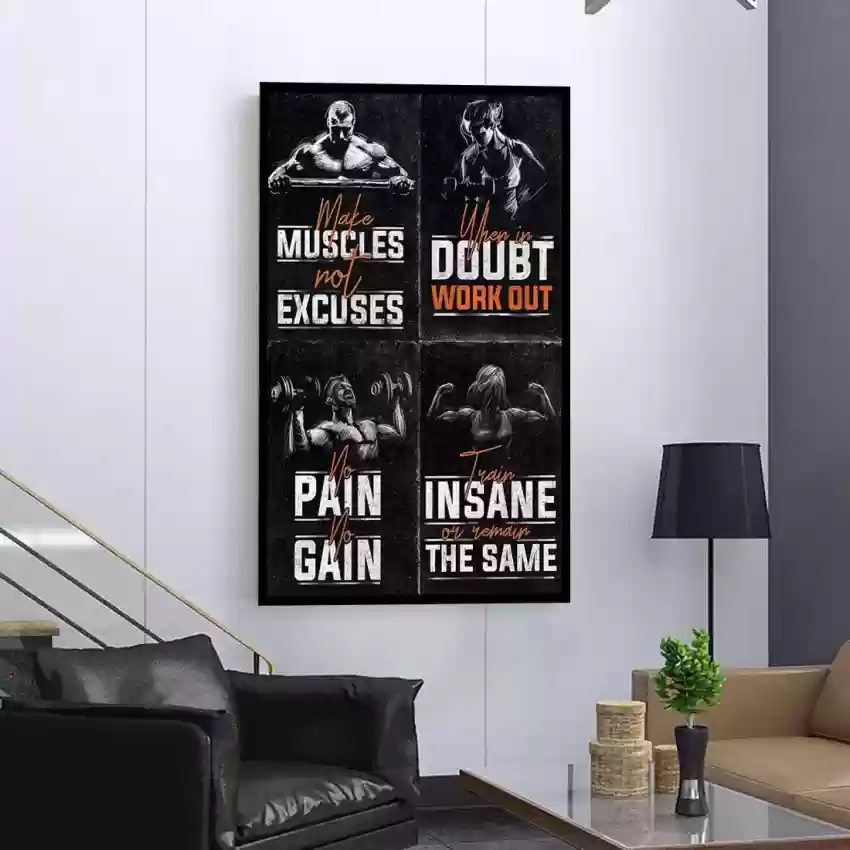 Make
MUSCLES
not
EXCUSES
When in
DOUBT
WORK OUT
No
PAIN
No
GAIN
Train
INSANE
or remain
THE SAME